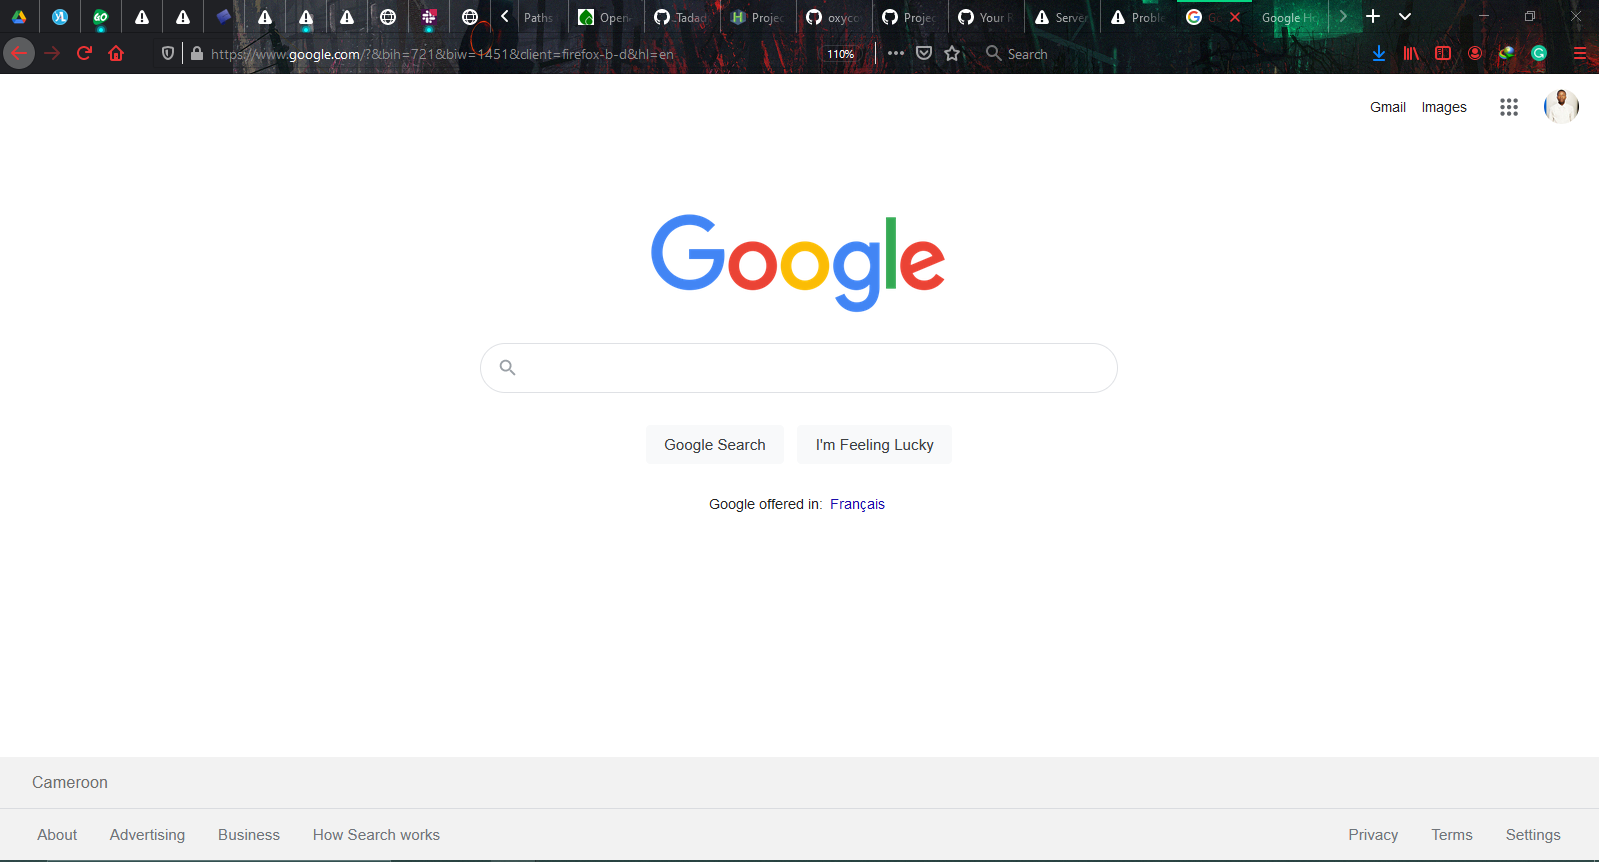 Paths Open Tadad Projec oxyco Projec Your R Server Proble G Google Ho
https://www.google.com/?&bih=721&biw=1451&client=firefox-b-d&hl=en 110% Search
Gmail Images
Google
Google Search I'm Feeling Lucky
Google offered in: Français
Cameroon
About Advertising Business How Search works Privacy Terms Settings